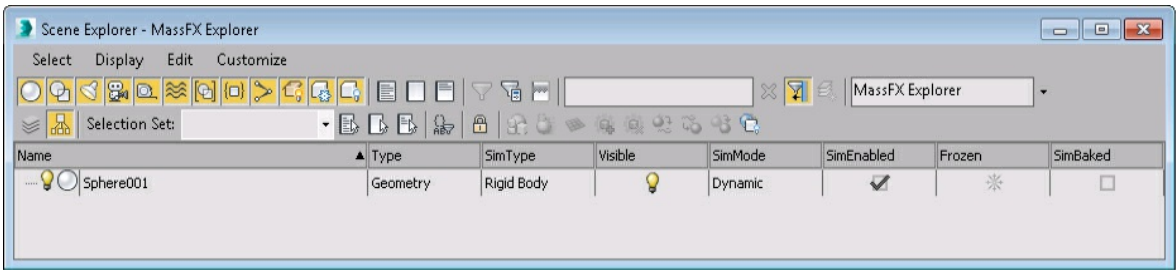 Scene Explorer - MassFX Explorer
Select Display Edit Customize
MassFX Explorer
Selection Set:
Name Type SimType Visible SimMode SimEnabled Frozen SimBaked
Sphere001 Geometry Rigid Body Dynamic